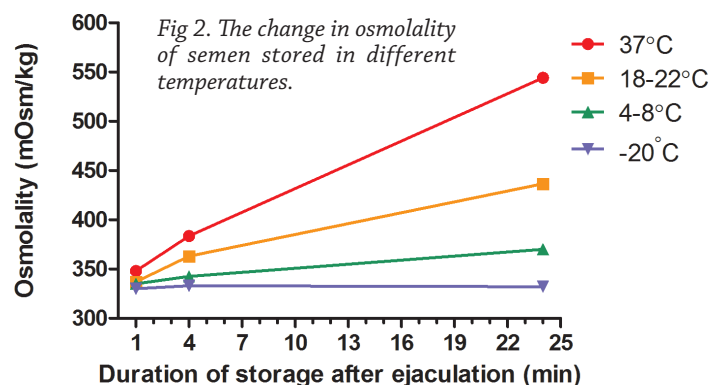 Fig 2. The change in osmolality
of semen stored in different
temperatures.
37°C
18-22°C
4-8°C
-20°C
Osmolality (mOsm/kg)
600
550
500
450
400
350
300
1 4 7 10 13 16 19 22 25
Duration of storage after ejaculation (min)